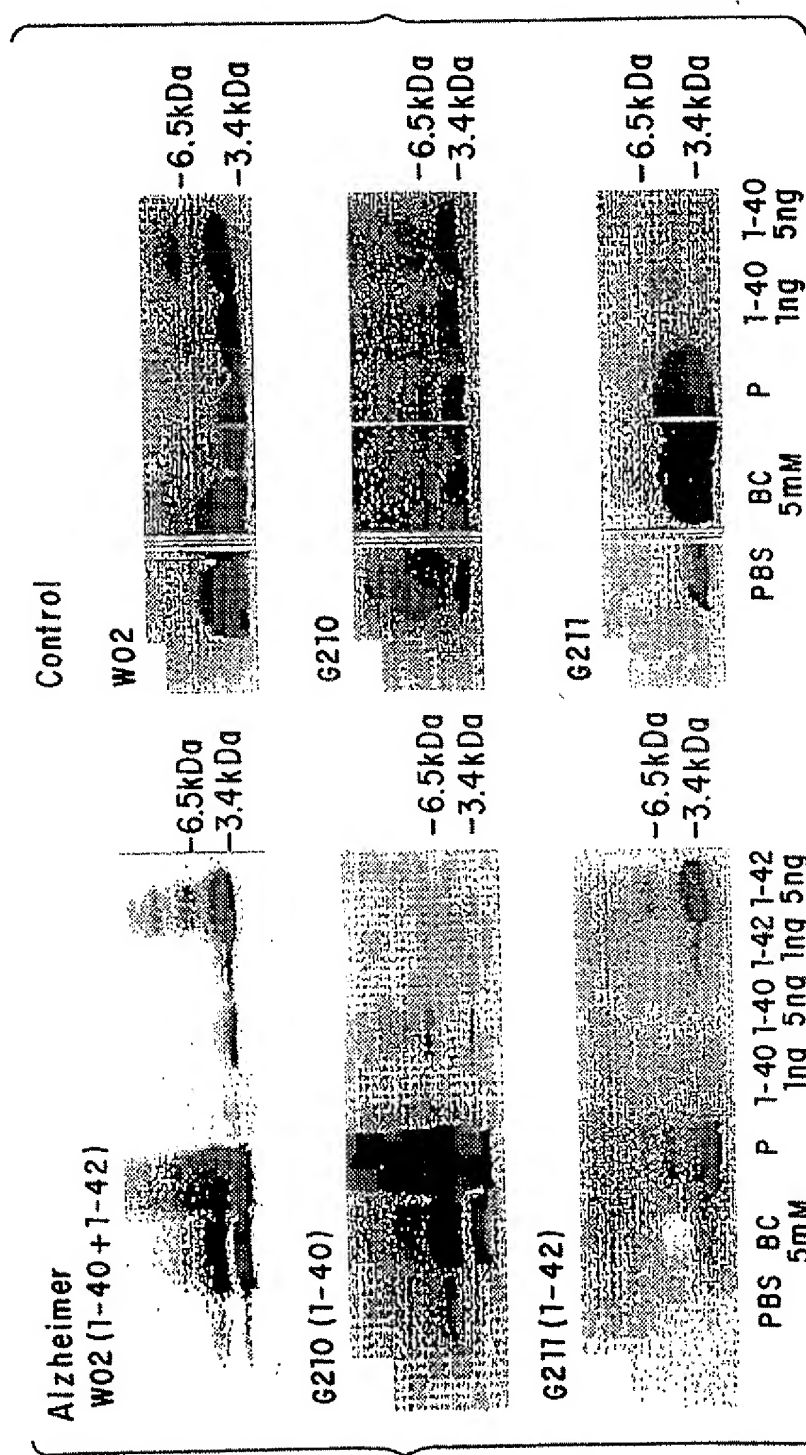 Alzheimer
W02 (1-40+1-42)
-6.5kDa
-3.4kDa
G210 (1-40)
-6.5kDa
-3.4kDa
G211 (1-42)
-6.5kDa
-3.4kDa
PBS BC P 1-40 1-40 1-42 1-42
5mM 1ng 5ng 1ng 5ng
Control
W02
-6.5kDa
-3.4kDa
G210
-6.5kDa
-3.4kDa
G211
-6.5kDa
-3.4kDa
PBS BC P 1-40 1-40
5mM 1ng 5ng